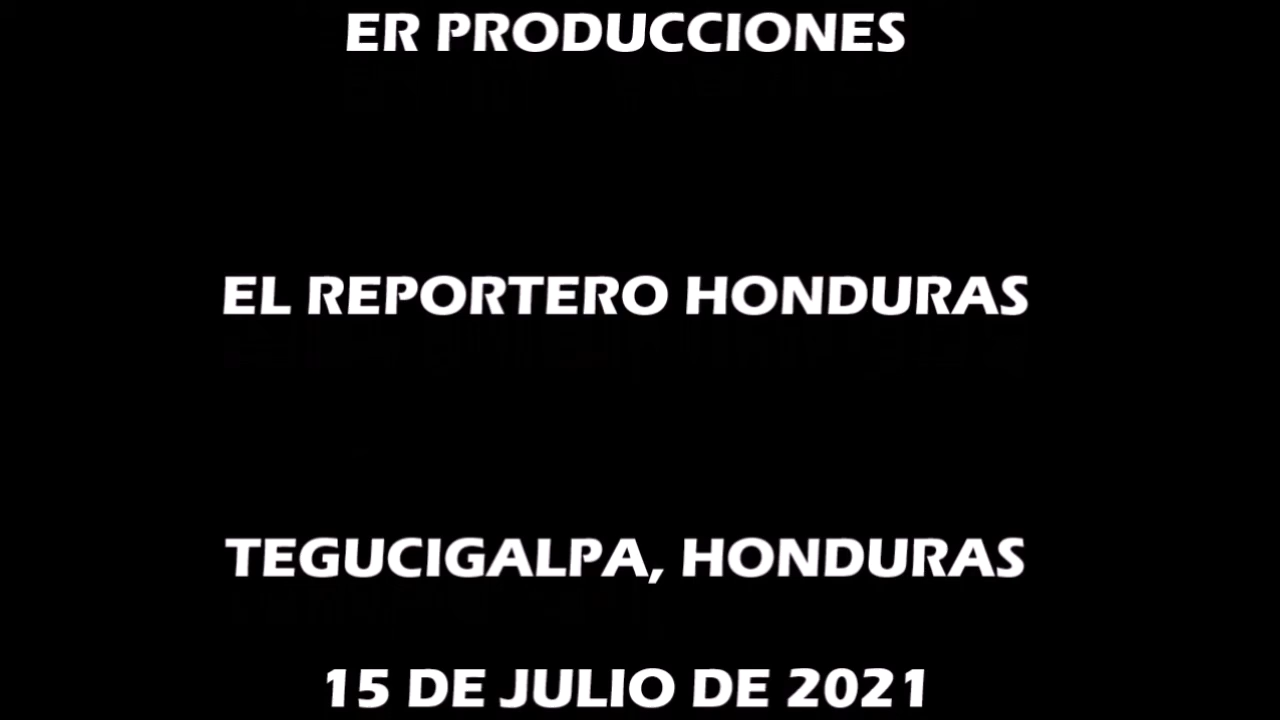 ER PRODUCCIONES
EL REPORTERO HONDURAS
TEGUCIGALPA, HONDURAS
15 DE JULIO DE 2021